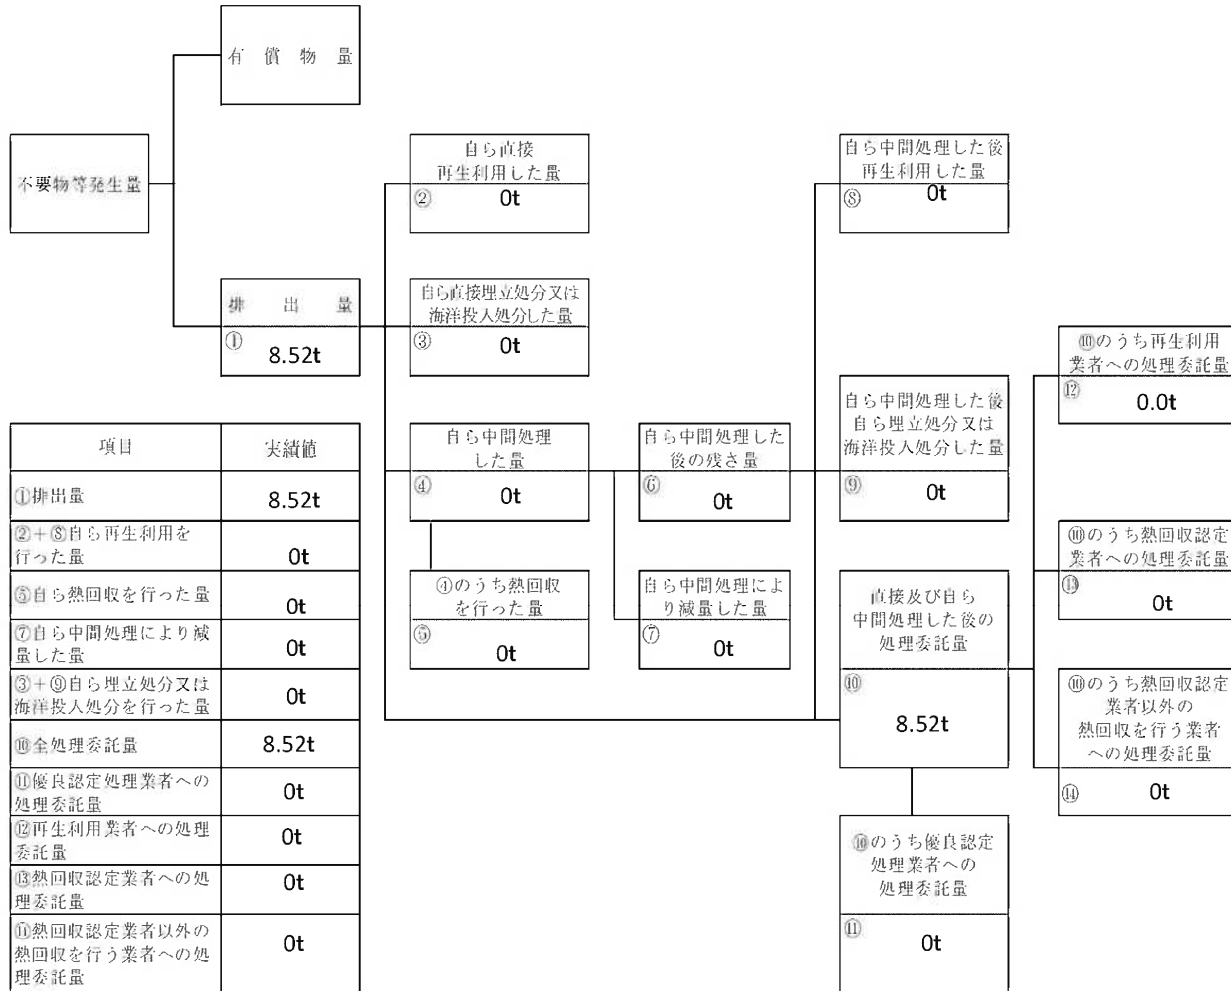 有償物量
不要物等発生量
排出量
①
8.52t
自ら直接
再生利用した量
②
0t
自ら直接埋立処分又は
海洋投入処分した量
③
0t
自ら中間処理
した量
④
0t
④のうち熱回収
を行った量
⑤
0t
自ら中間処理した
後の残さ量
⑥
0t
自ら中間処理によ
り減量した量
⑦
0t
自ら中間処理した後
再生利用した量
⑧
0t
自ら中間処理した後
自ら埋立処分又は
海洋投入処分した量
⑨
0t
直接及び自ら
中間処理した後の
処理委託量
⑩
8.52t
⑩のうち優良認定
処理業者への
処理委託量
⑪
0t
⑩のうち再生利用
業者への処理委託量
⑫
0.0t
⑩のうち熱回収認定
業者への処理委託量
⑬
0t
⑩のうち熱回収認定
業者以外の
熱回収を行う業者
への処理委託量
⑭
0t
項目 実績値
①排出量 8.52t
②+⑧自ら再生利用を
行った量 0t
⑤自ら熱回収を行った量 0t
⑦自ら中間処理により減
量した量 0t
③+⑨自ら埋立処分又は
海洋投入処分を行った量 0t
⑩全処理委託量 8.52t
⑪優良認定処理業者への
処理委託量 0t
⑫再生利用業者への処理
委託量 0t
⑬熱回収認定業者への処
理委託量 0t
⑭熱回収認定業者以外の
熱回収を行う業者への処
理委託量 0t